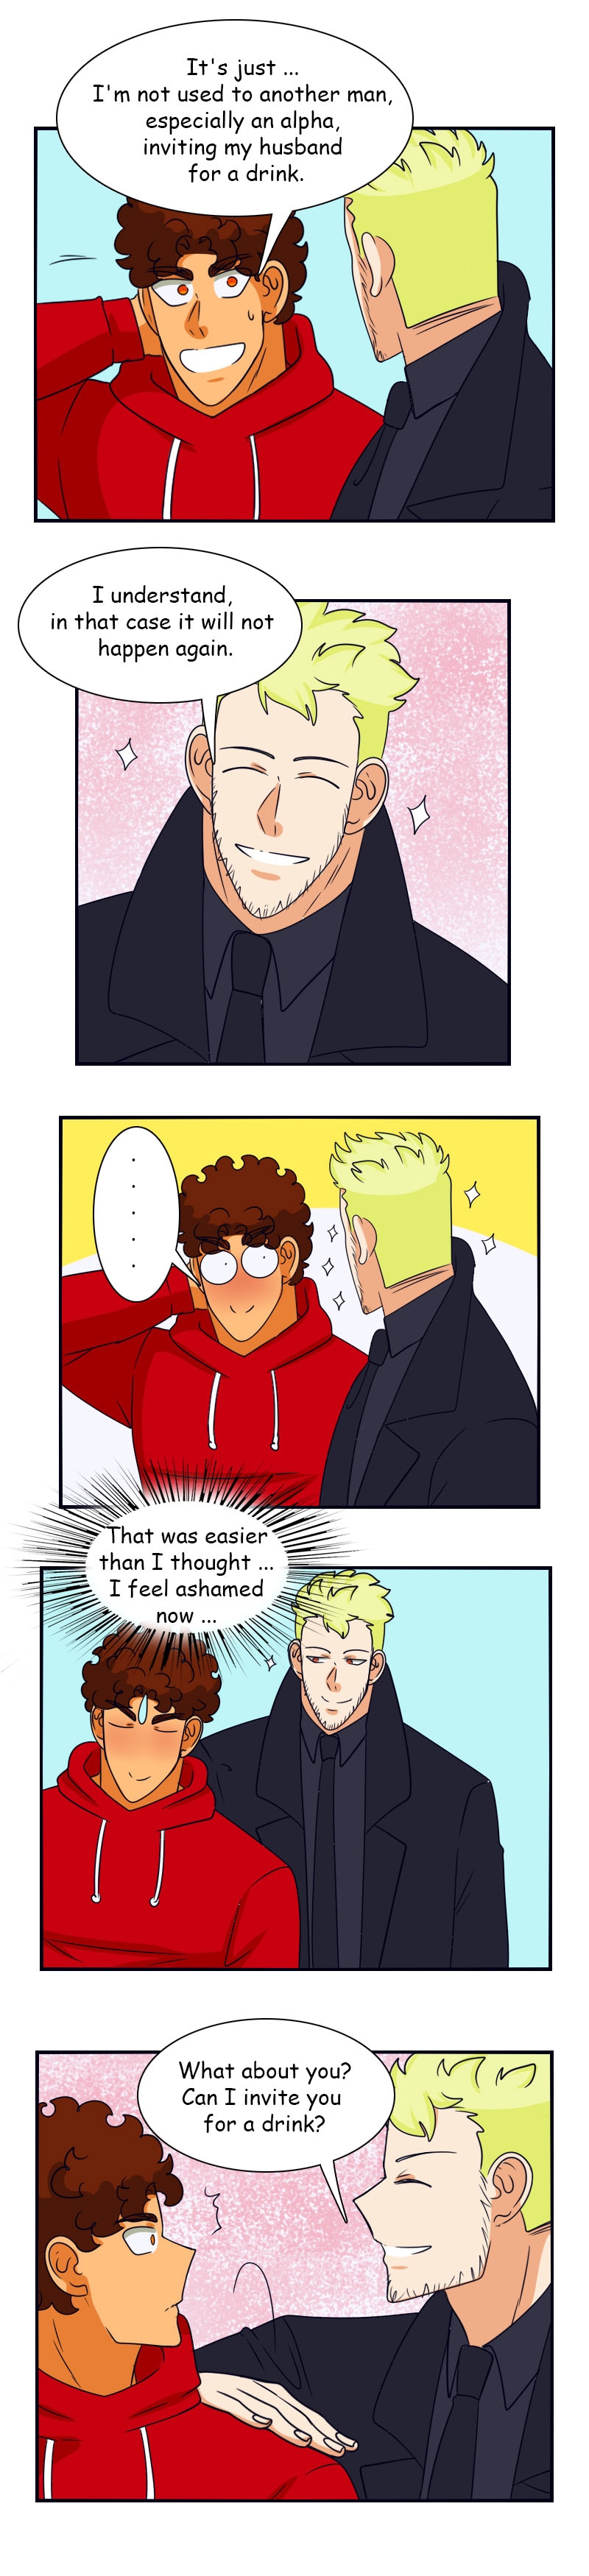 It's just ...
I'm not used to another man,
especially an alpha,
inviting my husband
for a drink.
I understand,
in that case it will not
happen again.
.
.
.
.
.
That was easier
than I thought ...
I feel ashamed
now ...
What about you?
Can I invite you
for a drink?